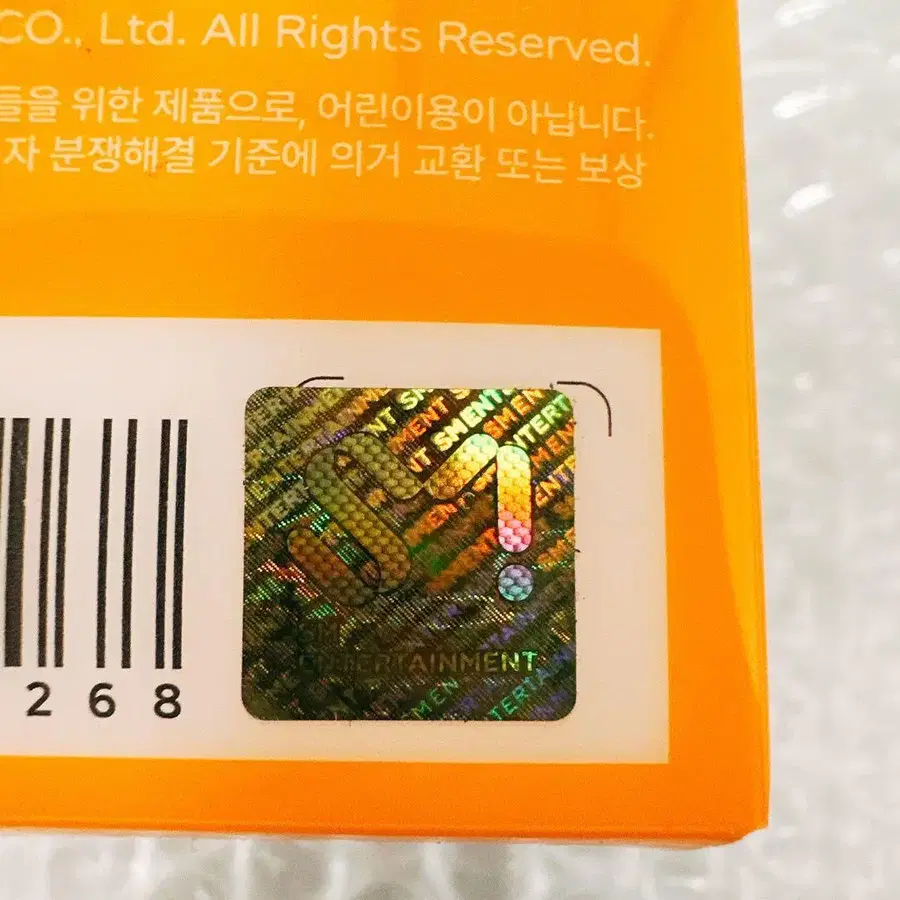 CO., Ltd. All Rights Reserved.
들을 위한 제품으로, 어린이용이 아닙니다.
자 분쟁해결 기준에 의거 교환 또는 보상
268
SM
ENTERTAINMENT